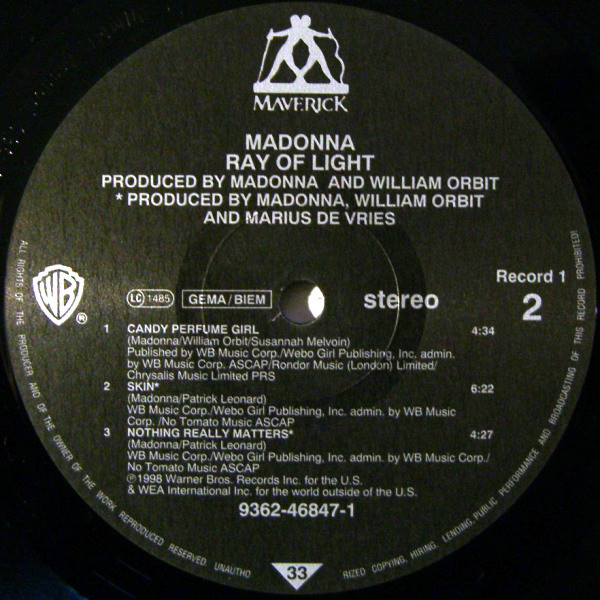 MAVERICK
MADONNA
RAY OF LIGHT
PRODUCED BY MADONNA AND WILLIAM ORBIT
* PRODUCED BY MADONNA, WILLIAM ORBIT
AND MARIUS DE VRIES
WB
®
LC 1485
GEMA/BIEM
stereo
Record 1
2
1 CANDY PERFUME GIRL 4:34
(Madonna/William Orbit/Susannah Melvoin)
Published by WB Music Corp./Webo Girl Publishing, Inc. admin.
by WB Music Corp. ASCAP/Rondor Music (London) Limited/
Chrysalis Music Limited PRS
2 SKIN* 6:22
(Madonna/Patrick Leonard)
WB Music Corp./Webo Girl Publishing, Inc. admin. by WB Music
Corp. /No Tomato Music ASCAP
3 NOTHING REALLY MATTERS* 4:27
(Madonna/Patrick Leonard)
WB Music Corp./Webo Girl Publishing, Inc. admin. by WB Music Corp./
No Tomato Music ASCAP
℗1998 Warner Bros. Records Inc. for the U.S.
& WEA International Inc. for the world outside of the U.S.
9362-46847-1
33
ALL RIGHTS OF THE PRODUCER AND OF THE OWNER OF THE WORK REPRODUCED RESERVED. UNAUTHO
RIZED COPYING, HIRING, LENDING, PUBLIC PERFORMANCE AND BROADCASTING OF THIS RECORD PROHIBITED!